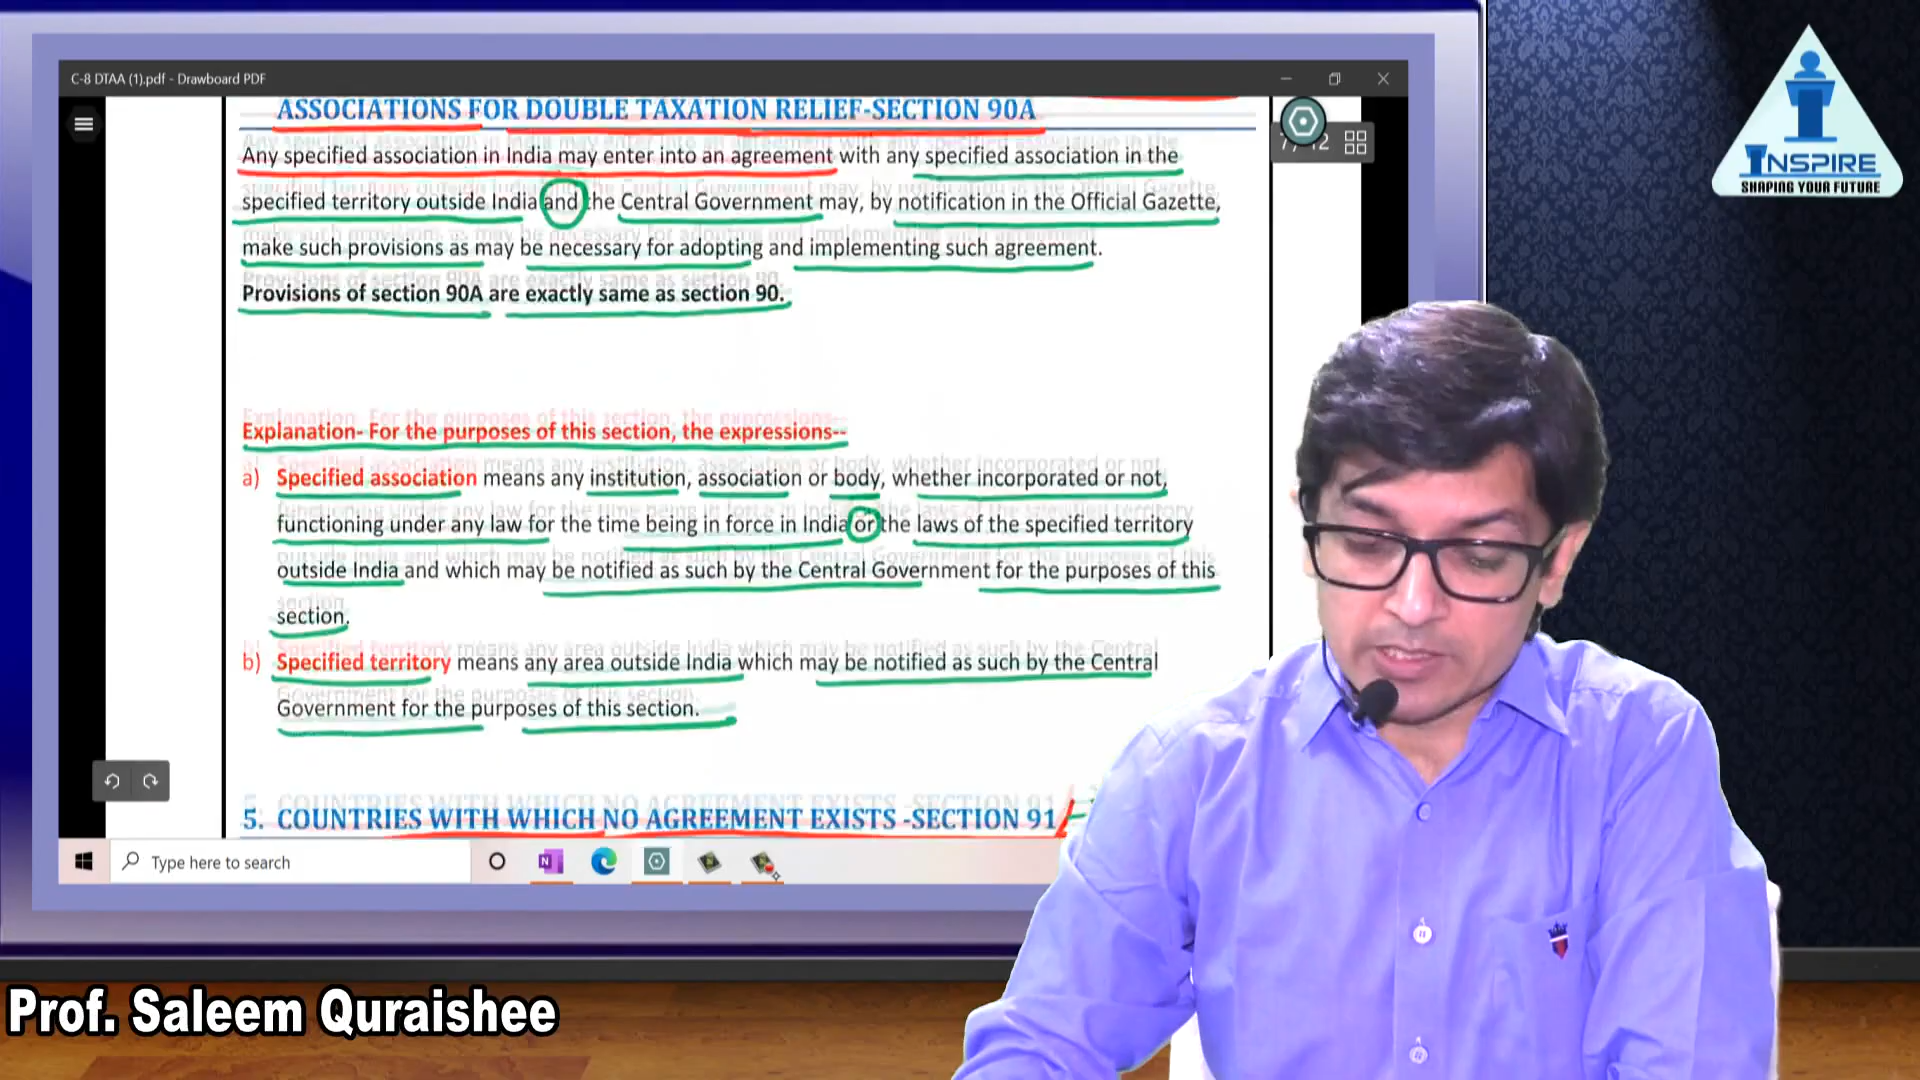 C-8 DTAA (1).pdf - Drawboard PDF
ASSOCIATIONS FOR DOUBLE TAXATION RELIEF-SECTION 90A
Any specified association in India may enter into an agreement with any specified association in the
specified territory outside India and the Central Government may, by notification in the Official Gazette,
make such provisions as may be necessary for adopting and implementing such agreement.
Provisions of section 90A are exactly same as section 90.
Explanation- For the purposes of this section, the expressions--
a) Specified association means any institution, association or body, whether incorporated or not,
functioning under any law for the time being in force in India or the laws of the specified territory
outside India and which may be notified as such by the Central Government for the purposes of this
section.
b) Specified territory means any area outside India which may be notified as such by the Central
Government for the purposes of this section.
5. COUNTRIES WITH WHICH NO AGREEMENT EXISTS -SECTION 91
Type here to search
INSPIRE
SHAPING YOUR FUTURE
Prof. Saleem Quraishee